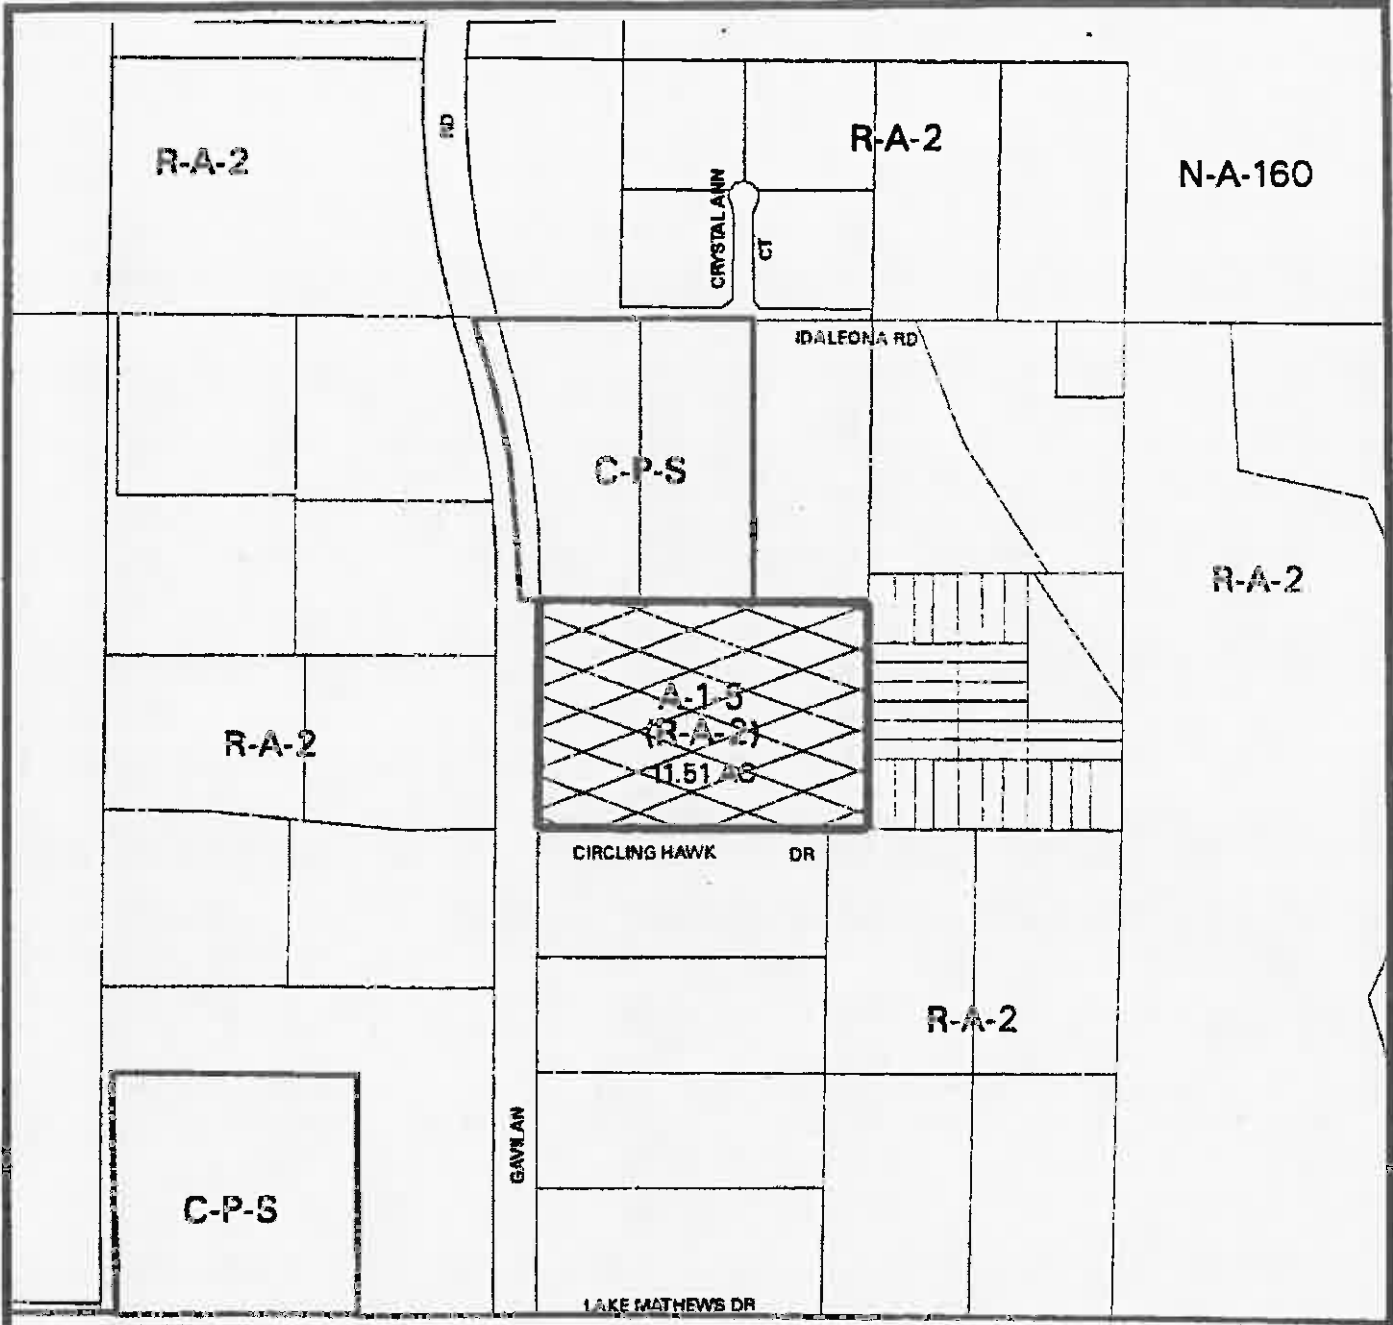 RD
R-A-2
R-A-2
N-A-160
CRYSTAL ANN
CT
IDALEONA RD
C-P-S
R-A-2
A-1-S
(R-A-2)
11.51 AC
R-A-2
CIRCLING HAWK DR
R-A-2
GAVILAN
C-P-S
LAKE MATHEWS DR